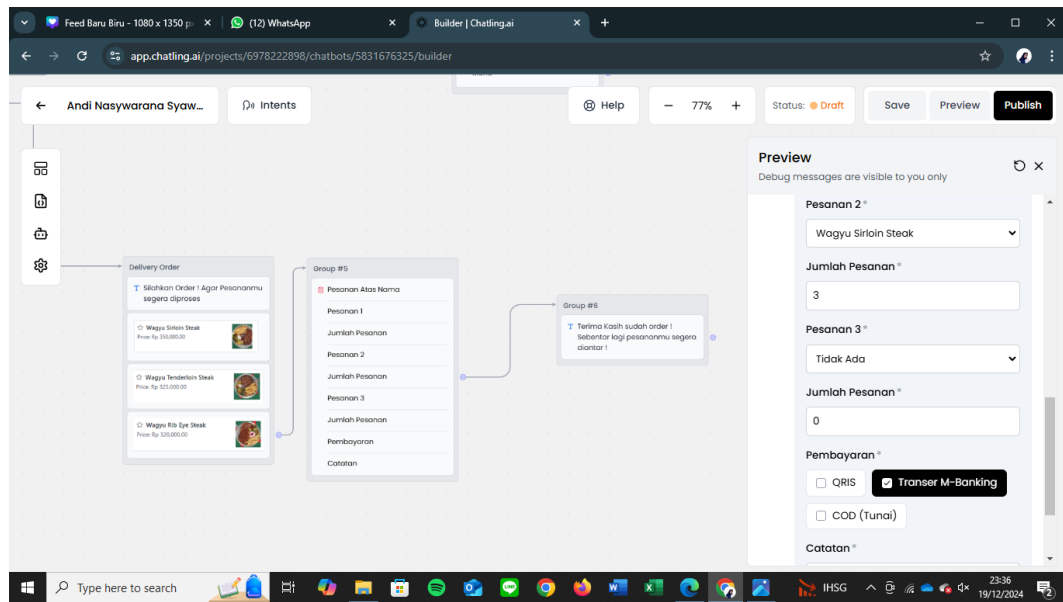 Feed Baru Biru - 1080 x 1350 p
(12) WhatsApp
Builder | Chatling.ai
app.chatling.ai/projects/6978222898/chatbots/5831676325/builder
Andi Nasywarana Syaw...
Intents
Help
77%
Status: Draft
Save
Preview
Publish
Preview
Debug messages are visible to you only
Delivery Order
Silahkan Order ! Agar Pesananmu
segera diproses
Wagyu Sirloin Steak
Price: Rp 350,000.00
Wagyu Tenderloin Steak
Price: Rp 325,000.00
Wagyu Rib Eye Steak
Price: Rp 320,000.00
Group #5
Pesanan Atas Nama
Pesanan 1
Jumlah Pesanan
Pesanan 2
Jumlah Pesanan
Pesanan 3
Jumlah Pesanan
Pembayaran
Catatan
Group #6
Terima Kasih sudah order !
Sebentar lagi pesananmu segera
diantar !
Pesanan 2*
Wagyu Sirloin Steak
Jumlah Pesanan*
3
Pesanan 3*
Tidak Ada
Jumlah Pesanan*
0
Pembayaran*
QRIS
Transer M-Banking
COD (Tunai)
Catatan*
Type here to search
IHSG
23:36
19/12/2024